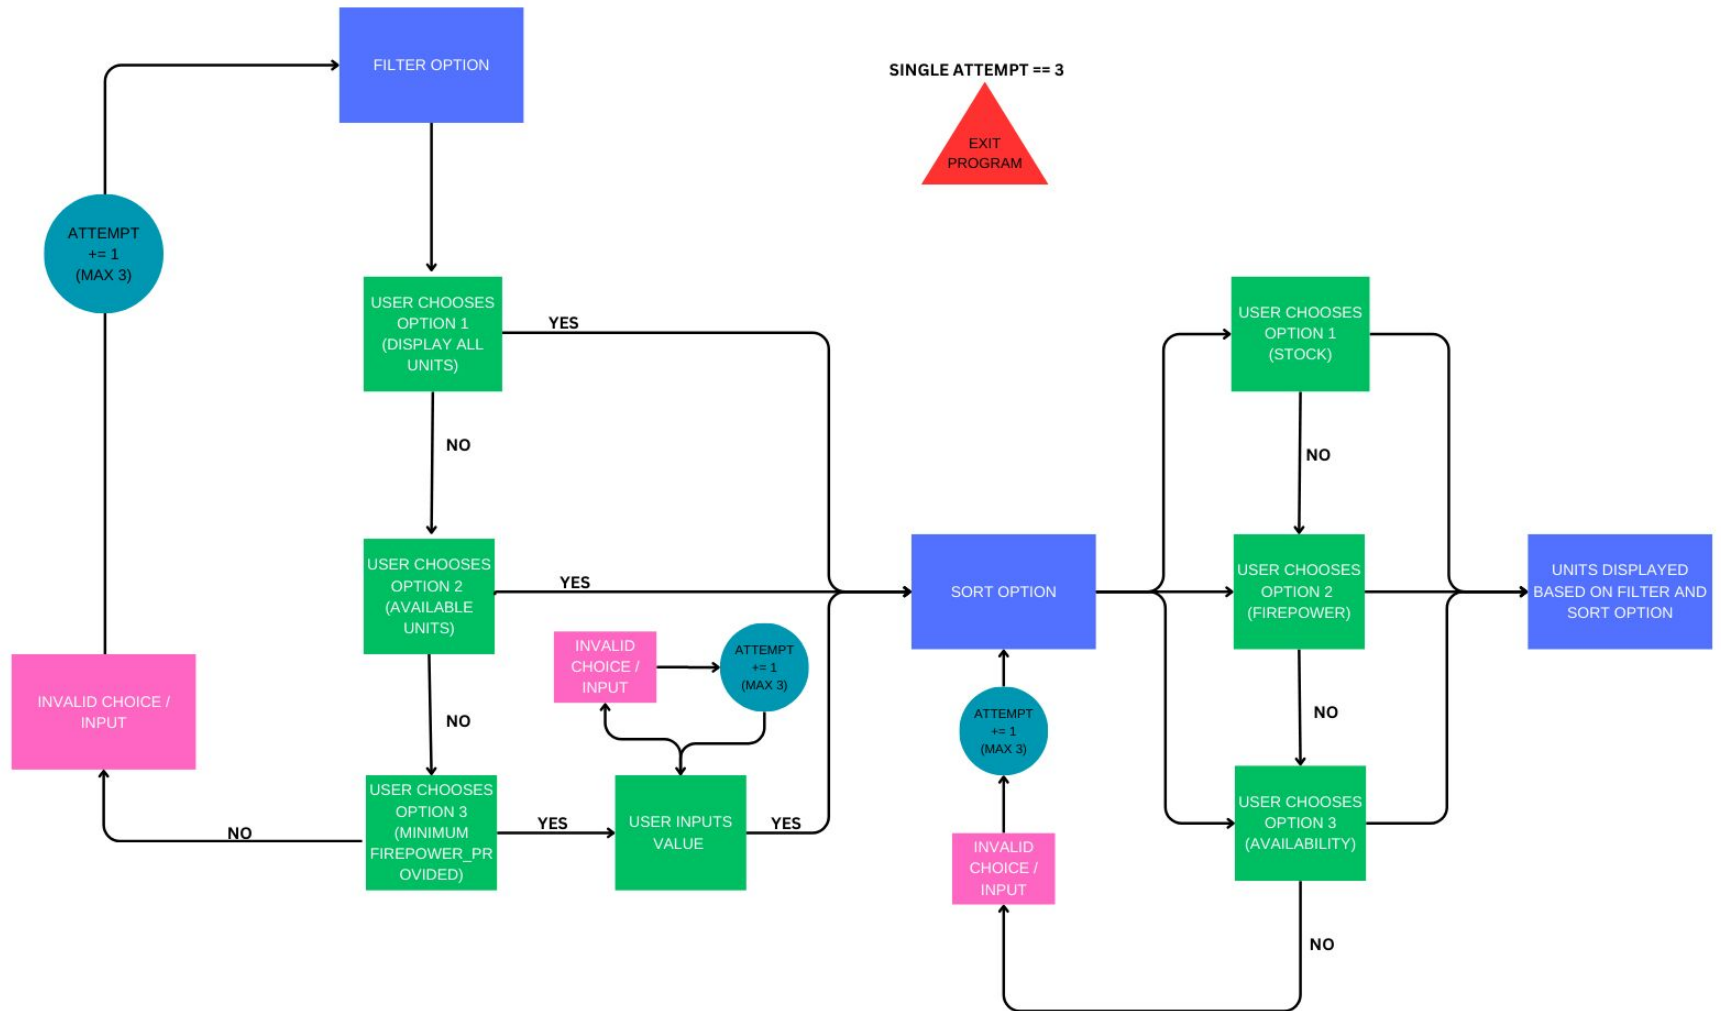 FILTER OPTION
SINGLE ATTEMPT == 3
EXIT
PROGRAM
ATTEMPT
+= 1
(MAX 3)
USER CHOOSES
OPTION 1
(DISPLAY ALL
UNITS)
YES
NO
USER CHOOSES
OPTION 2
(AVAILABLE
UNITS)
YES
NO
INVALID CHOICE /
INPUT
NO
USER CHOOSES
OPTION 3
(MINIMUM
FIREPOWER_PR
OVIDED)
YES
INVALID
CHOICE /
INPUT
ATTEMPT
+= 1
(MAX 3)
USER INPUTS
VALUE
YES
SORT OPTION
ATTEMPT
+= 1
(MAX 3)
INVALID
CHOICE /
INPUT
USER CHOOSES
OPTION 1
(STOCK)
NO
USER CHOOSES
OPTION 2
(FIREPOWER)
NO
USER CHOOSES
OPTION 3
(AVAILABILITY)
NO
UNITS DISPLAYED
BASED ON FILTER AND
SORT OPTION